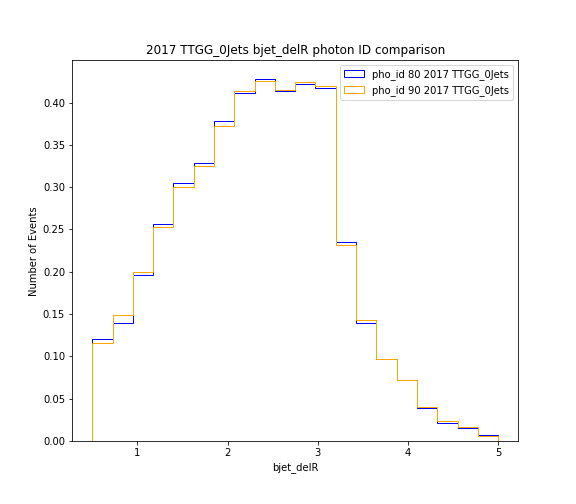 2017 TTGG_0Jets bjet_delR photon ID comparison
pho_id 80 2017 TTGG_0Jets
pho_id 90 2017 TTGG_0Jets
Number of Events
0.40
0.35
0.30
0.25
0.20
0.15
0.10
0.05
0.00
1 2 3 4 5
bjet_delR